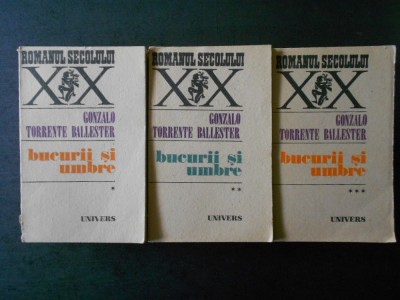 ROMANUL SECOLULUI
XX
GONZALO
TORRENTE BALLESTER
bucurii și
umbre
*
UNIVERS
ROMANUL SECOLULUI
XX
GONZALO
TORRENTE BALLESTER
bucurii și
umbre
**
UNIVERS
ROMANUL SECOLULUI
XX
GONZALO
TORRENTE BALLESTER
bucurii și
umbre
***
UNIVERS